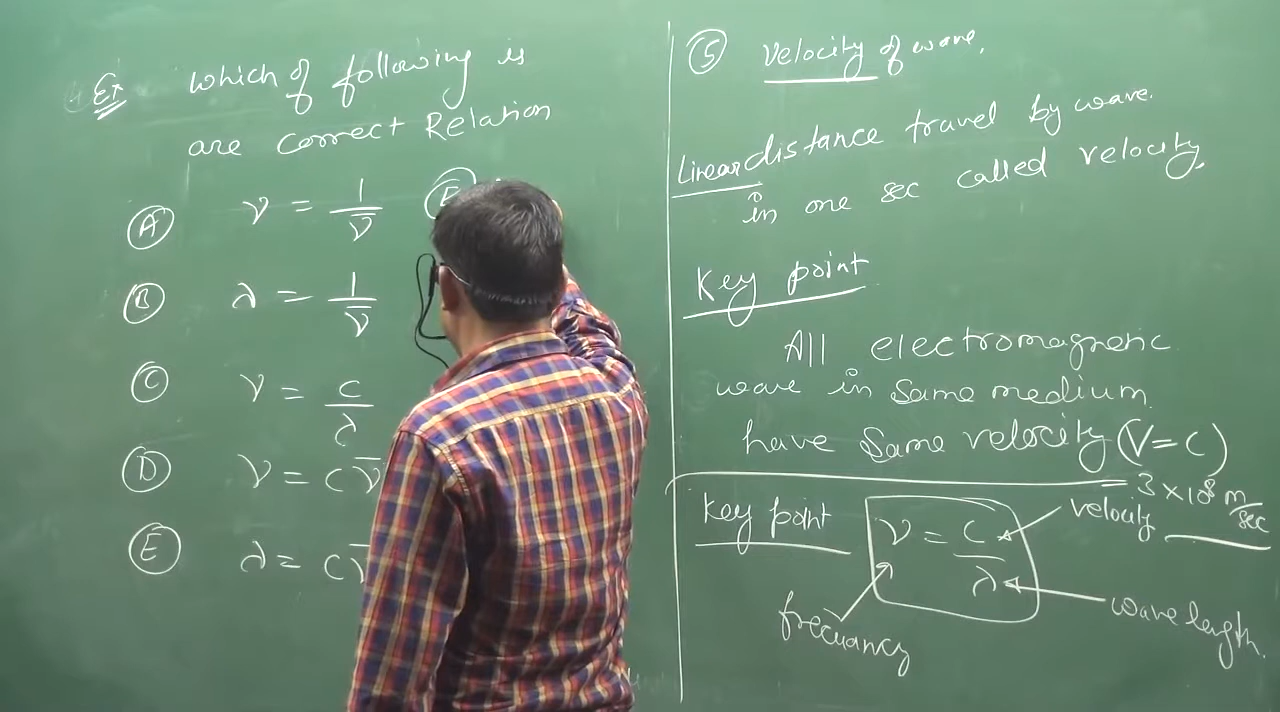 Ex which of following is
are correct Relation
(A) ν = 1/ν̅
(B) λ = 1/ν̅
(C) ν = c/λ
(D) ν = cν̅
(E) λ = cν̅
(5) Velocity of wave.
Linear distance travel by wave.
in one sec called velocity.
Key point
All electromagnetic
wave in same medium
have same velocity (V = C)
= 3 × 10⁸ m/sec
Key point
ν = c/λ
velocity
wave length.
frecuancy